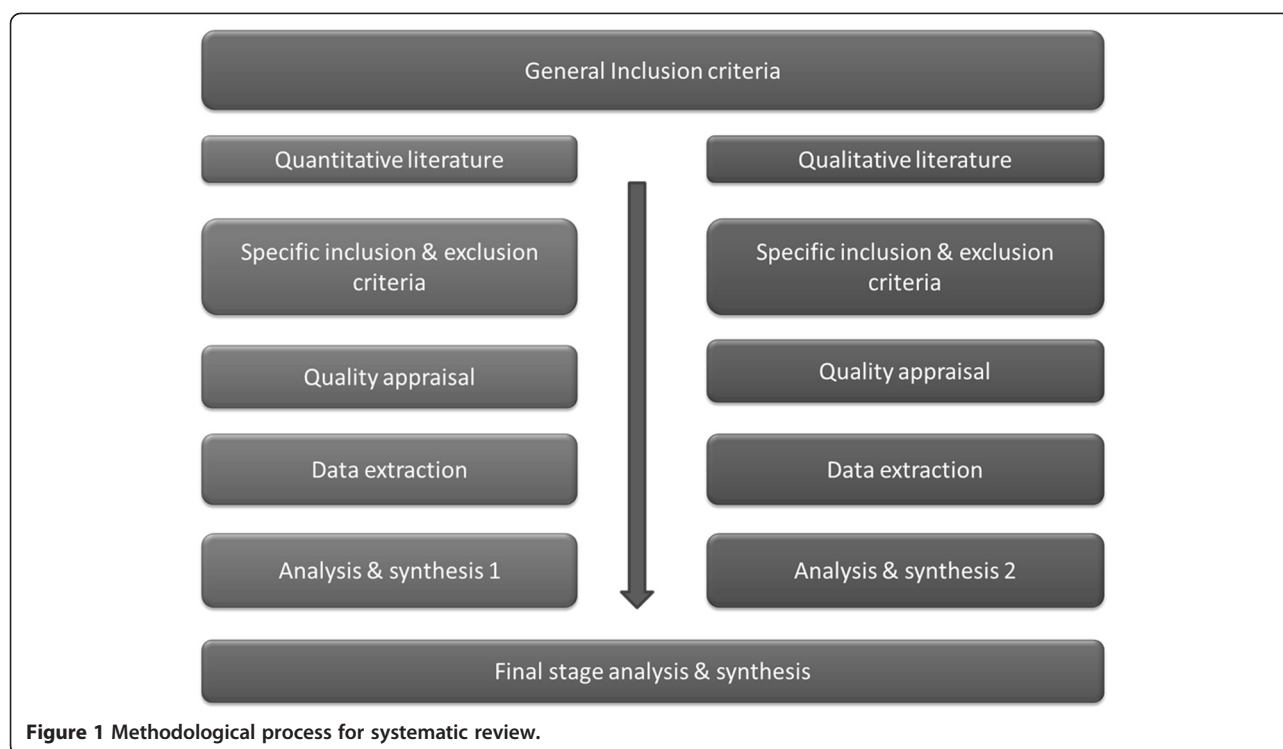 General Inclusion criteria
Quantitative literature
Qualitative literature
Specific inclusion & exclusion
criteria
Specific inclusion & exclusion
criteria
Quality appraisal
Quality appraisal
Data extraction
Data extraction
Analysis & synthesis 1
Analysis & synthesis 2
Final stage analysis & synthesis
Figure 1 Methodological process for systematic review.